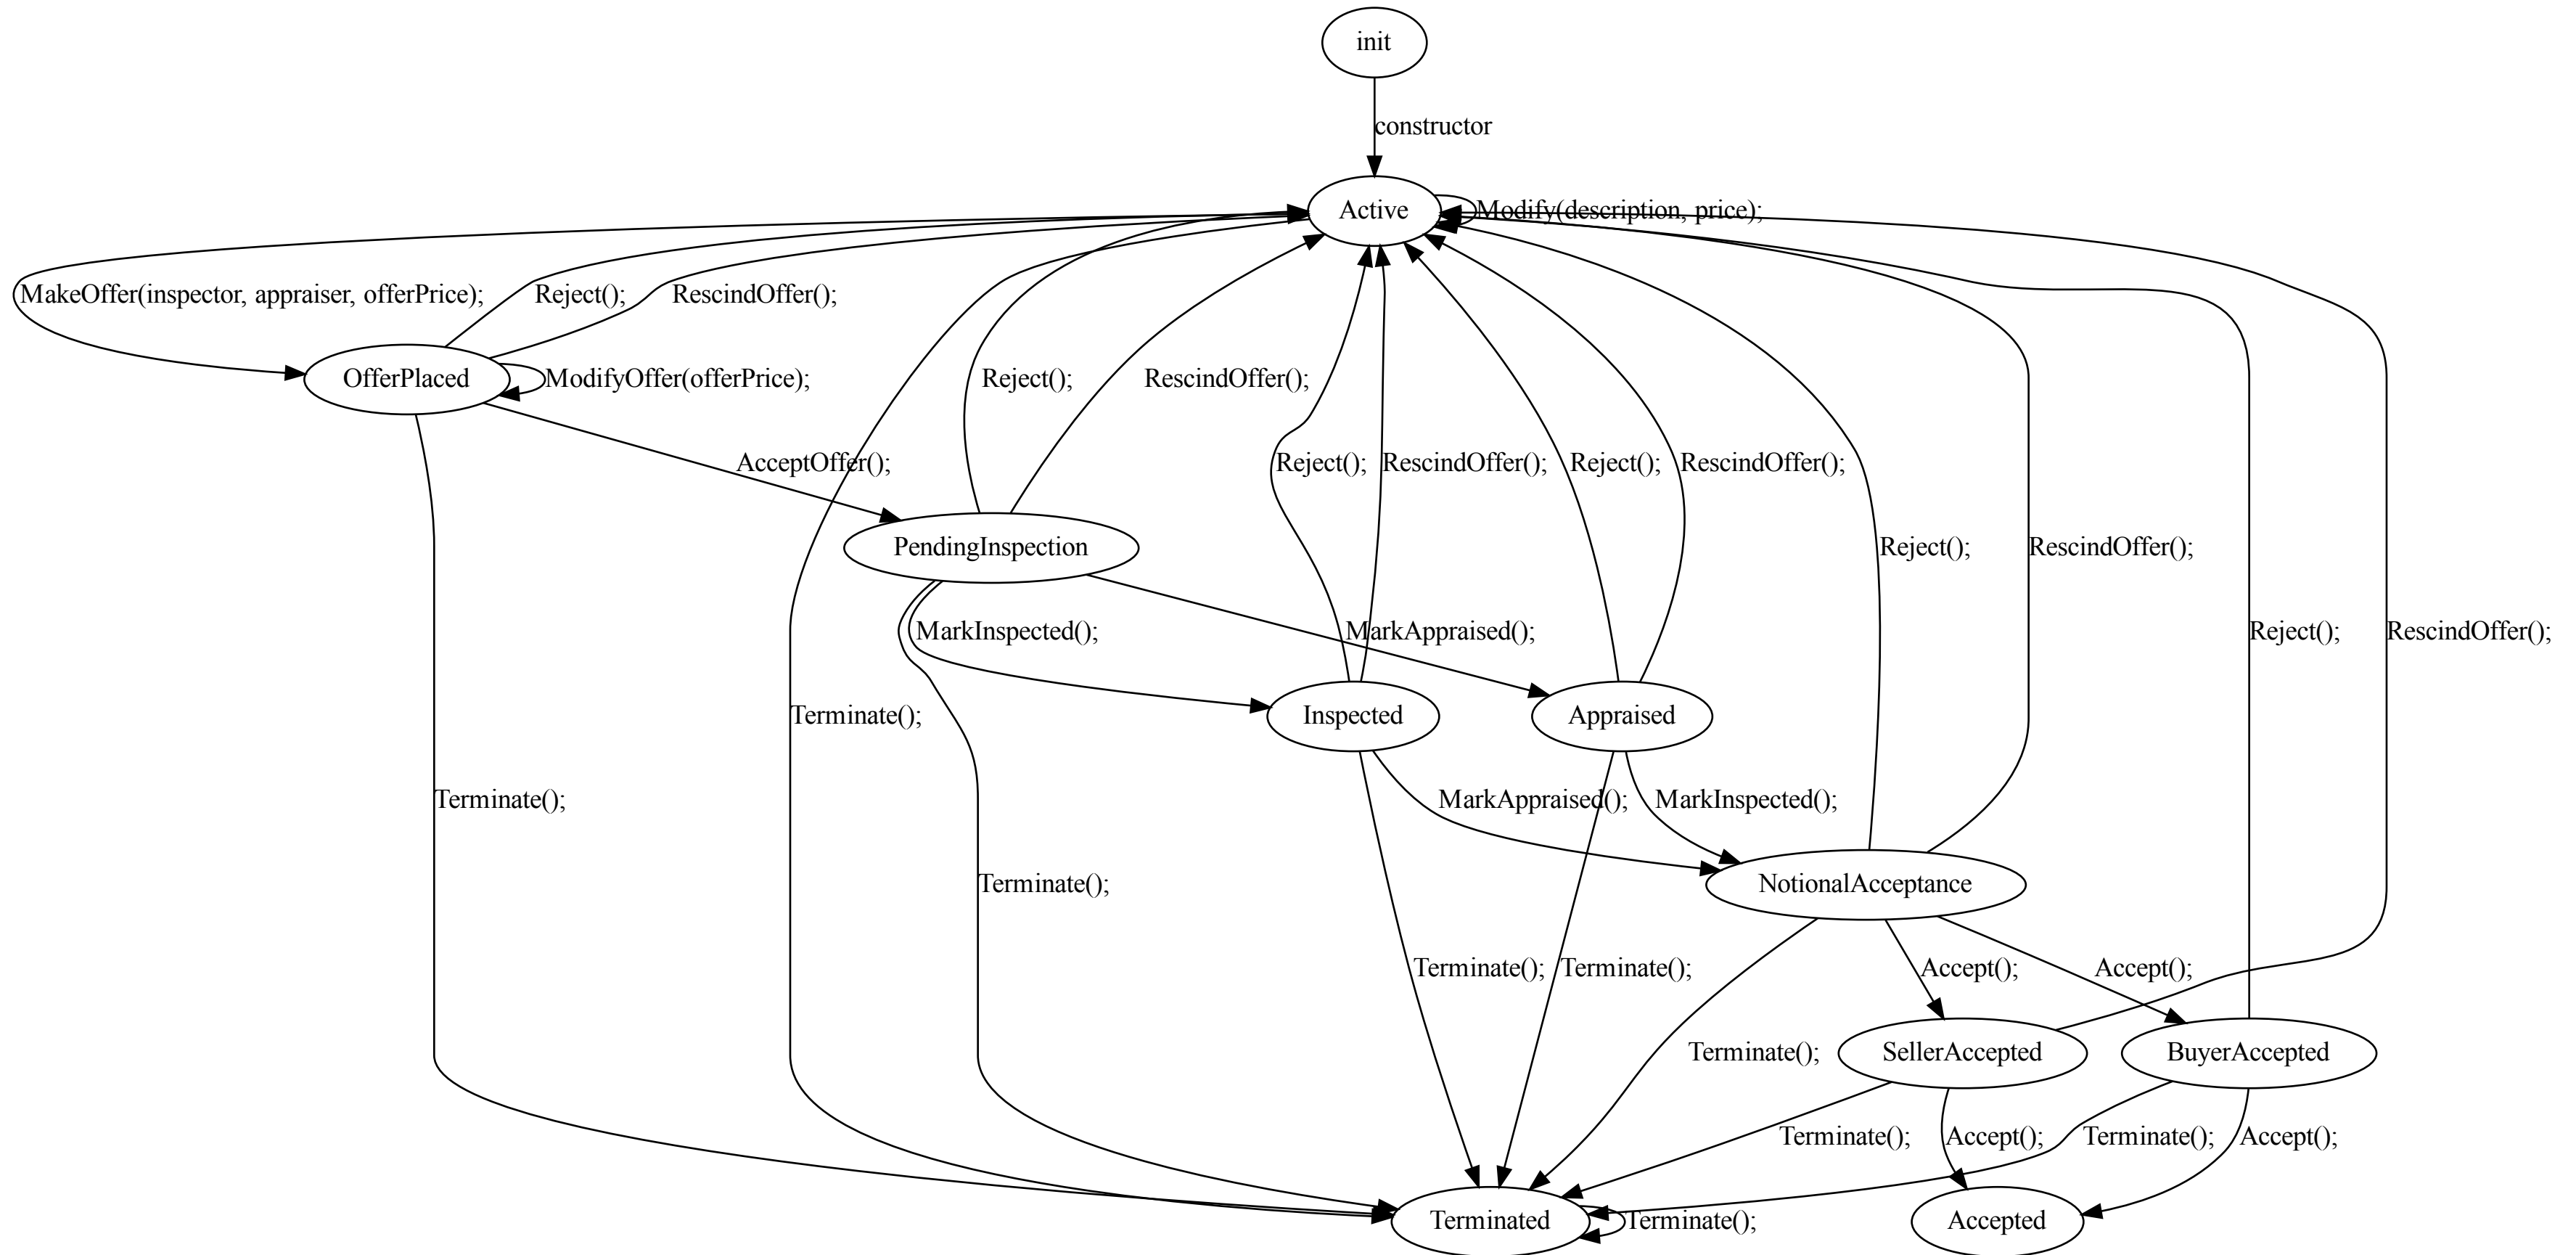 init
constructor
Active
Modify(description, price);
MakeOffer(inspector, appraiser, offerPrice);
Reject();
RescindOffer();
OfferPlaced
ModifyOffer(offerPrice);
Reject();
RescindOffer();
AcceptOffer();
Reject();
RescindOffer();
Reject();
RescindOffer();
PendingInspection
Reject();
RescindOffer();
MarkInspected();
MarkAppraised();
Reject();
RescindOffer();
Terminate();
Inspected
Appraised
Terminate();
MarkAppraised();
MarkInspected();
Terminate();
NotionalAcceptance
Terminate();
Terminate();
Accept();
Accept();
Terminate();
SellerAccepted
BuyerAccepted
Terminate();
Accept();
Terminate();
Accept();
Terminated
Terminate();
Accepted